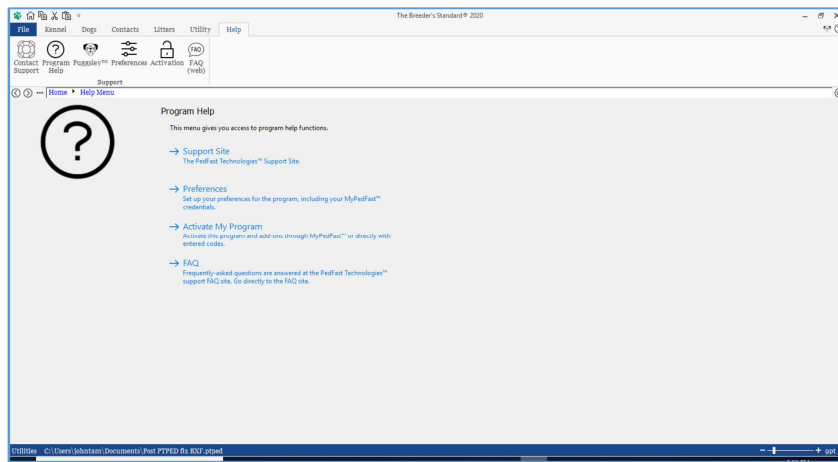 The Breeder's Standard® 2020
File Kennel Dogs Contacts Litters Utility Help
Contact Support
Program Help
Puggsley™
Preferences
Activation
FAQ
FAQ (web)
Support
Home Help Menu
Program Help
This menu gives you access to program help functions.
Support Site
The PedFast Technologies™ Support Site.
Preferences
Set up your preferences for the program, including your MyPedFast™
credentials.
Activate My Program
Activate this program and add-ons through MyPedFast™ or directly with
entered codes.
FAQ
Frequently-asked questions are answered at the PedFast Technologies™
support FAQ site. Go directly to the FAQ site.
Utilities C:\Users\johntam\Documents\Post PTPED fix BXF.ptped
9pt